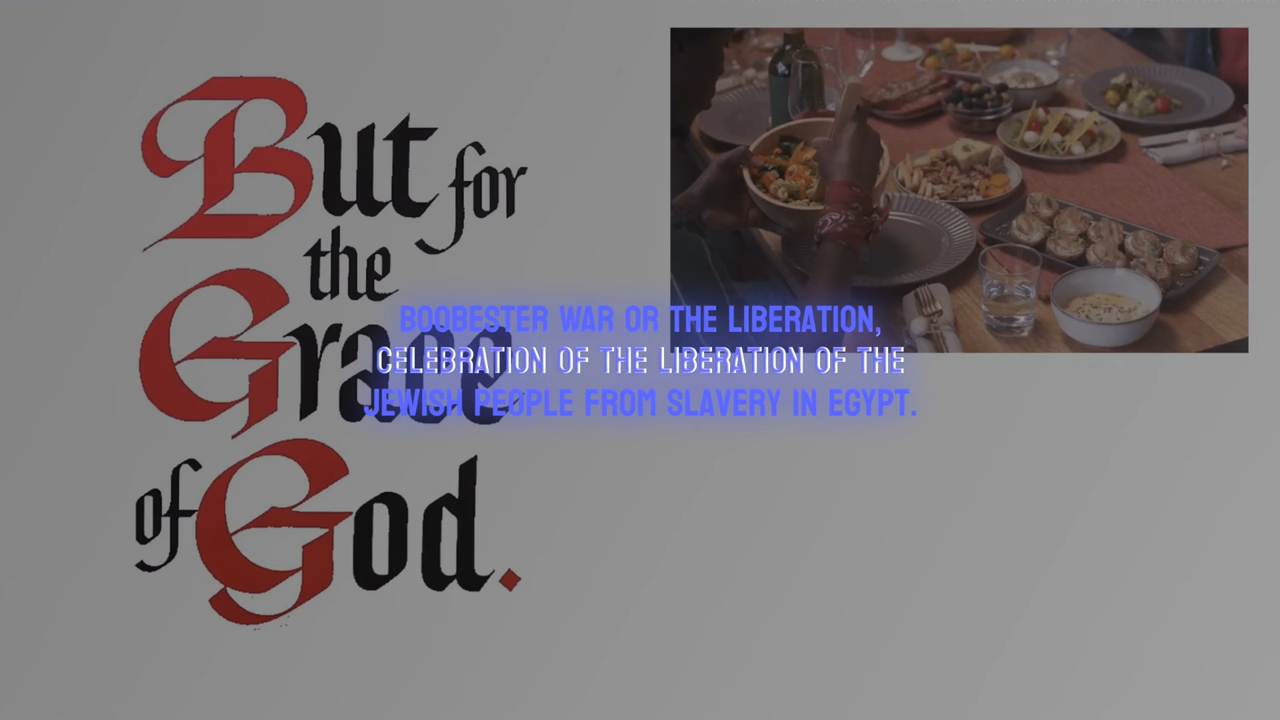 But for
the
Grace
of God.
BOOBESTER WAR OR THE LIBERATION,
CELEBRATION OF THE LIBERATION OF THE
JEWISH PEOPLE FROM SLAVERY IN EGYPT.